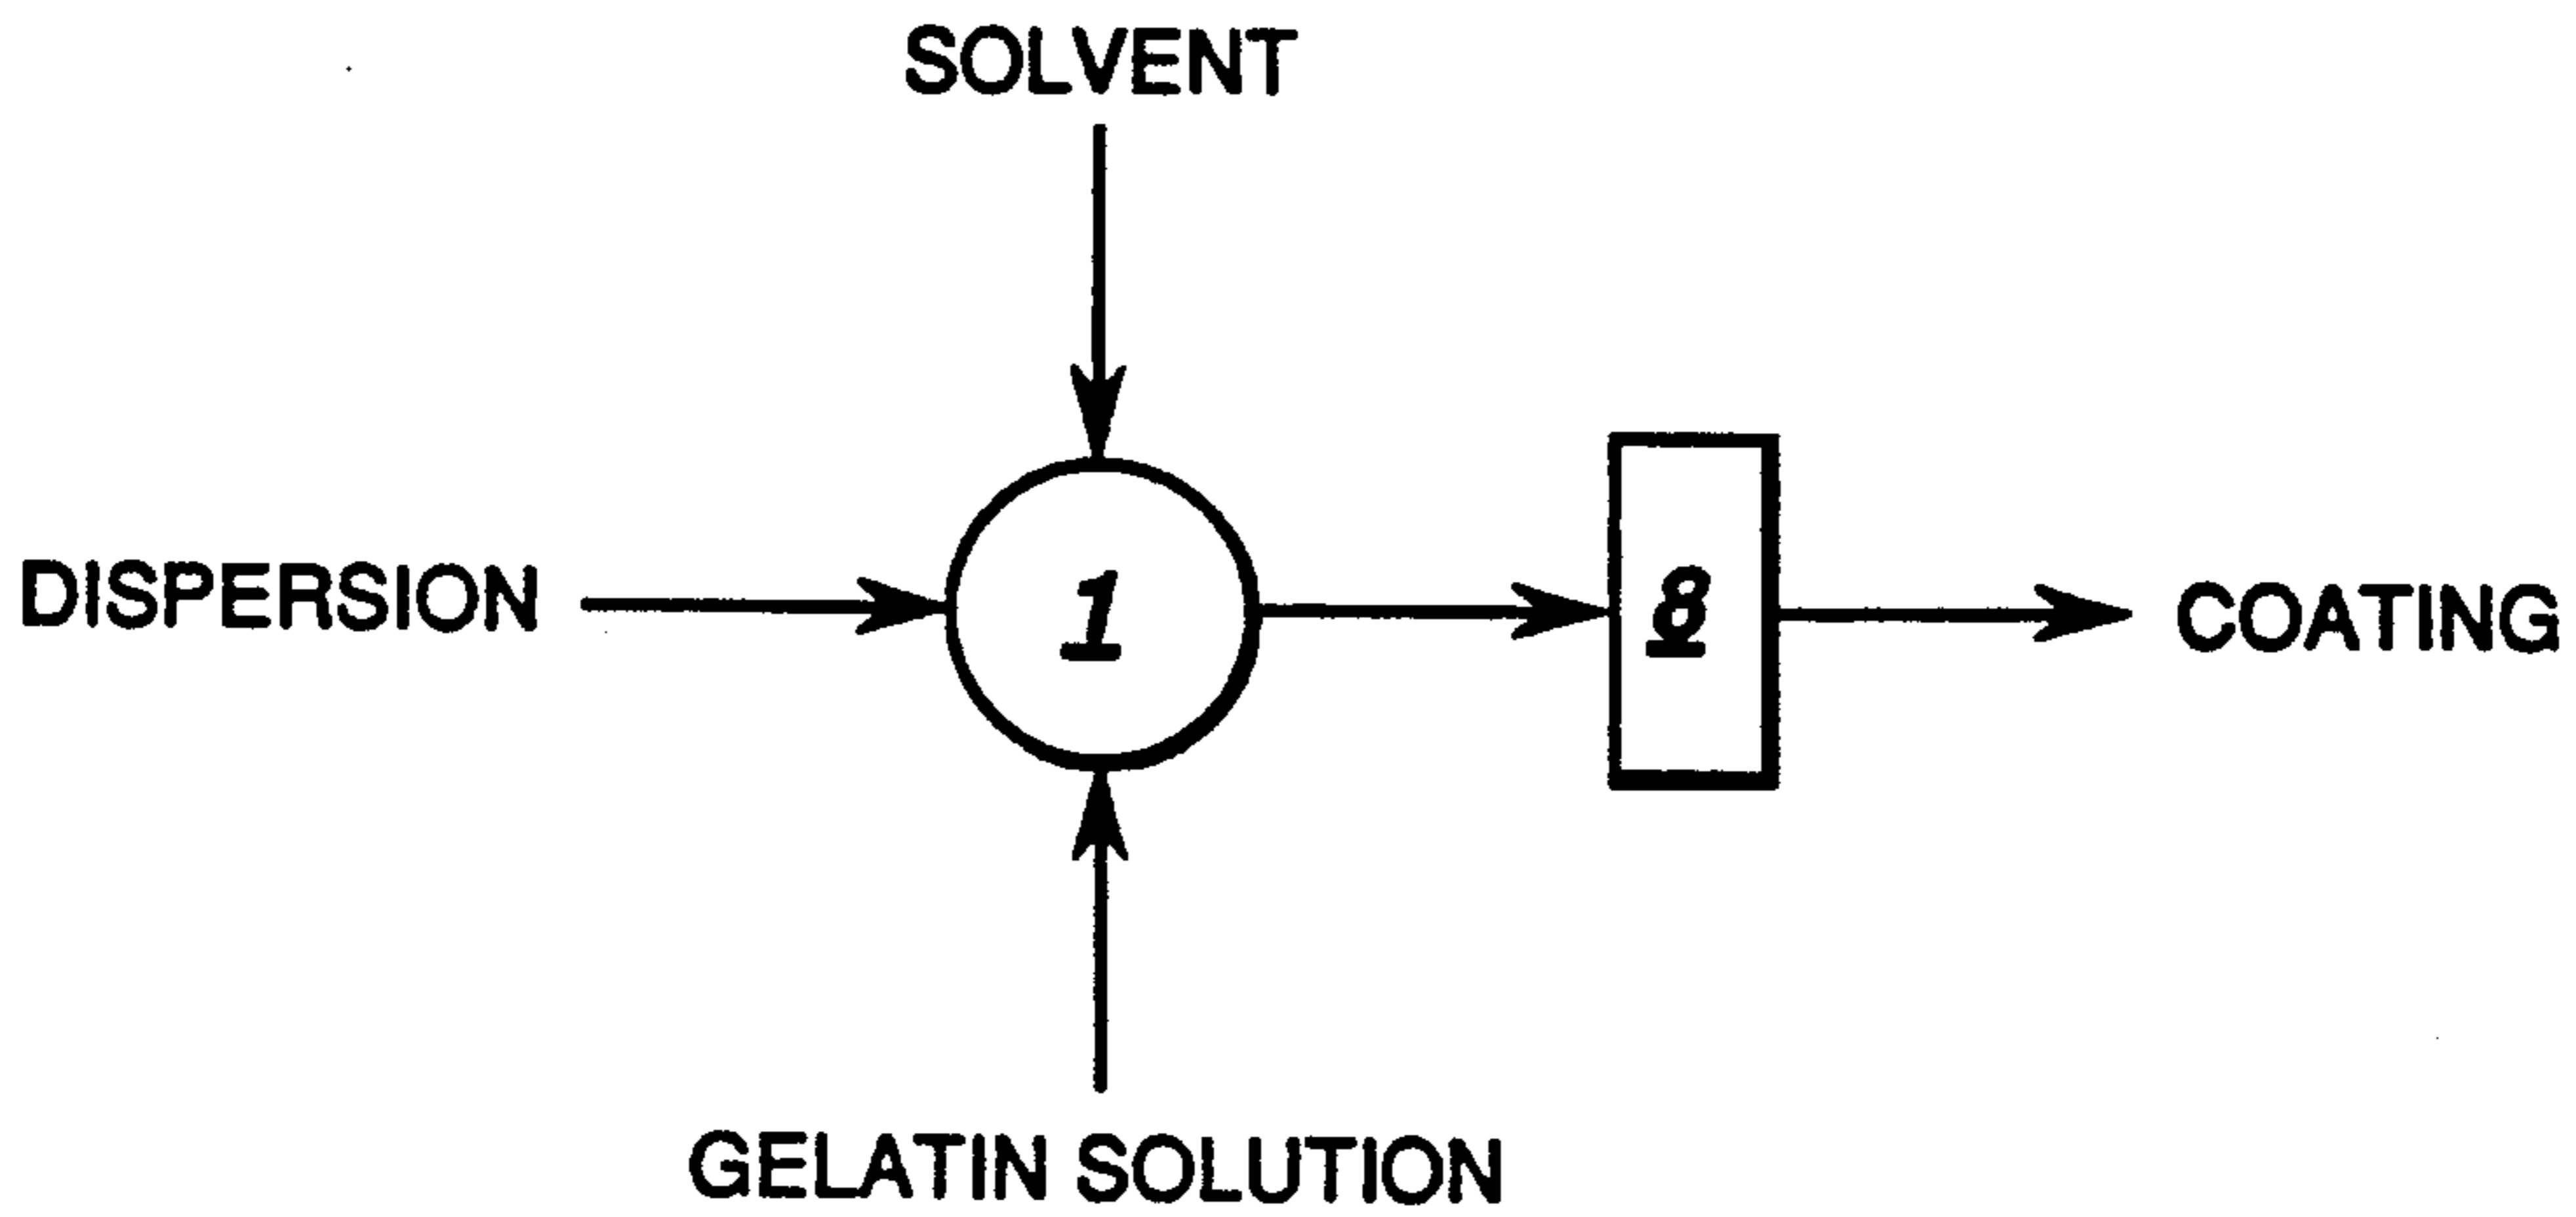 SOLVENT
DISPERSION
1
8
COATING
GELATIN SOLUTION